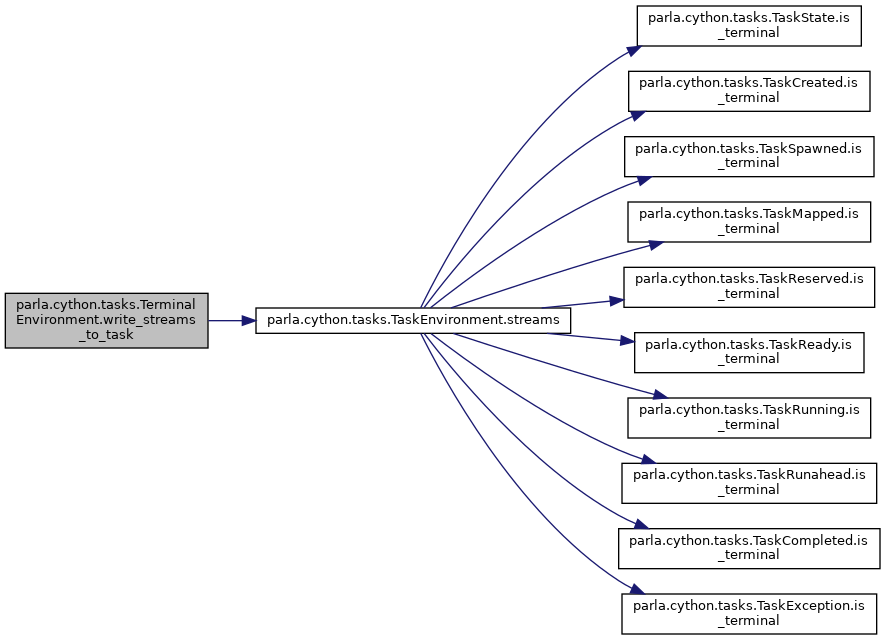 parla.cython.tasks.Terminal
Environment.write_streams
_to_task
parla.cython.tasks.TaskEnvironment.streams
parla.cython.tasks.TaskState.is
_terminal
parla.cython.tasks.TaskCreated.is
_terminal
parla.cython.tasks.TaskSpawned.is
_terminal
parla.cython.tasks.TaskMapped.is
_terminal
parla.cython.tasks.TaskReserved.is
_terminal
parla.cython.tasks.TaskReady.is
_terminal
parla.cython.tasks.TaskRunning.is
_terminal
parla.cython.tasks.TaskRunahead.is
_terminal
parla.cython.tasks.TaskCompleted.is
_terminal
parla.cython.tasks.TaskException.is
_terminal